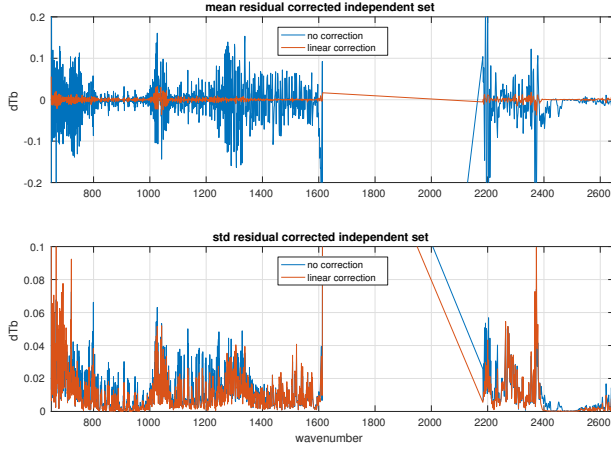 mean residual corrected independent set
no correction
linear correction
dTb
0.2
0.1
0
-0.1
-0.2
800 1000 1200 1400 1600 1800 2000 2200 2400 2600
std residual corrected independent set
no correction
linear correction
dTb
0.1
0.08
0.06
0.04
0.02
0
800 1000 1200 1400 1600 1800 2000 2200 2400 2600
wavenumber